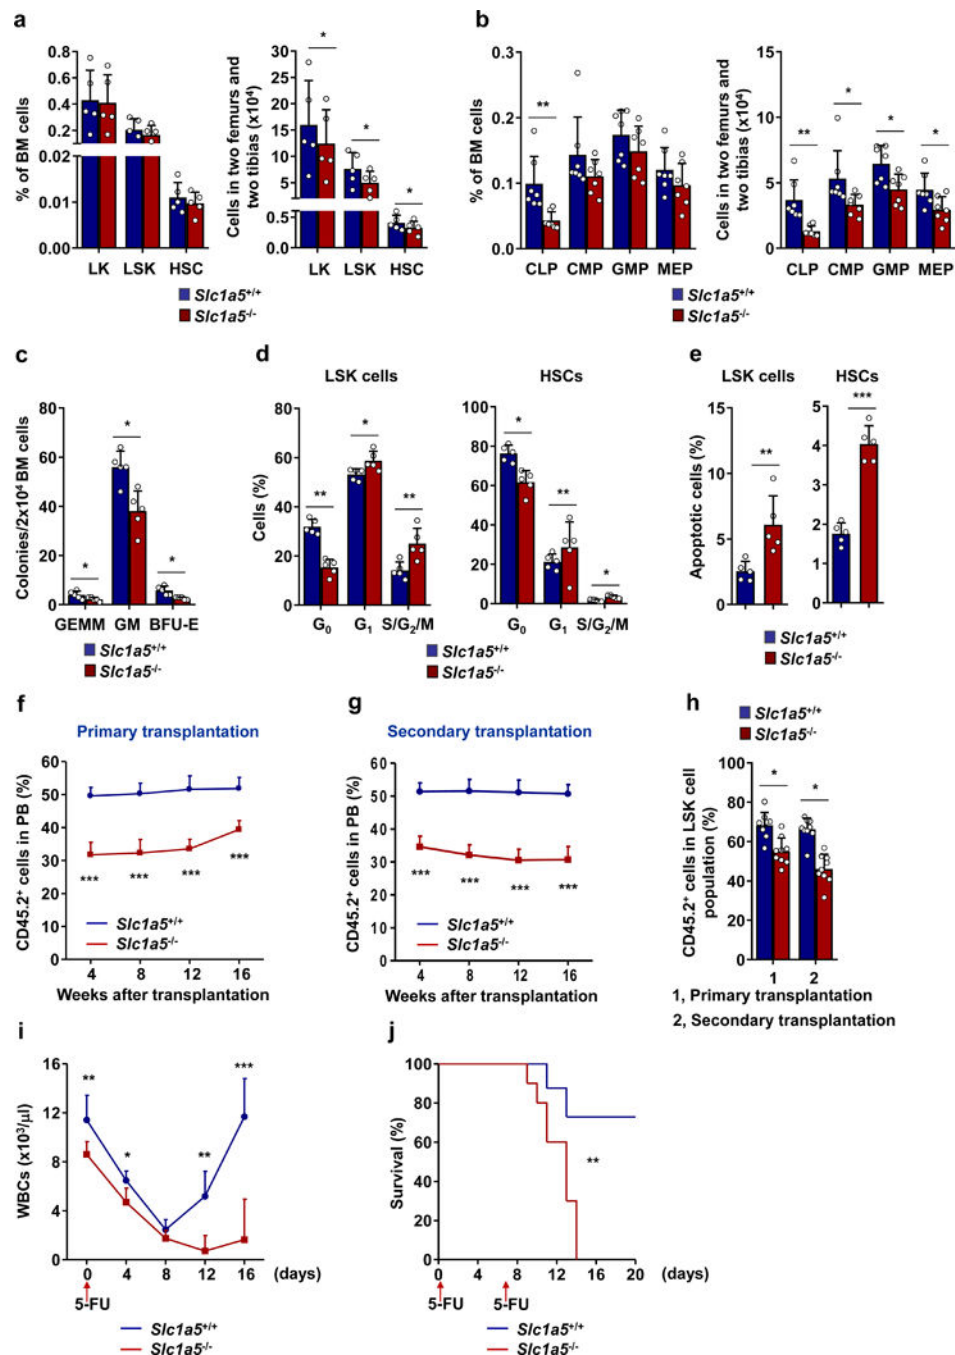 a
% of BM cells
0.8
0.6
0.4
0.2
0.02
0.01
0.00
LK LSK HSC
Cells in two femurs and
two tibias (x10⁴)
30
25
20
15
10
5
0.5
0.0
*
*
*
LK LSK HSC
Slc1a5+/+
Slc1a5-/-
b
% of BM cells
0.3
0.2
0.1
0.0
**
CLP CMP GMP MEP
Cells in two femurs and
two tibias (x10⁴)
15
10
5
0
**
*
*
*
CLP CMP GMP MEP
Slc1a5+/+
Slc1a5-/-
c
Colonies/2x10⁴ BM cells
80
60
40
20
0
*
*
*
GEMM GM BFU-E
Slc1a5+/+
Slc1a5-/-
d
LSK cells
Cells (%)
80
60
40
20
0
**
*
**
G₀ G₁ S/G₂/M
HSCs
100
80
60
40
20
0
*
**
*
G₀ G₁ S/G₂/M
Slc1a5+/+
Slc1a5-/-
e
LSK cells
Apoptotic cells (%)
15
10
5
0
**
HSCs
5
4
3
2
1
0
***
Slc1a5+/+
Slc1a5-/-
f
Primary transplantation
CD45.2⁺ cells in PB (%)
60
50
40
30
20
10
0
*** *** *** ***
Slc1a5+/+
Slc1a5-/-
4 8 12 16
Weeks after transplantation
g
Secondary transplantation
CD45.2⁺ cells in PB (%)
60
50
40
30
20
10
0
*** *** *** ***
Slc1a5+/+
Slc1a5-/-
4 8 12 16
Weeks after transplantation
h
Slc1a5+/+
Slc1a5-/-
CD45.2⁺ cells in LSK cell
population (%)
100
80
60
40
20
0
*
*
1 2
1, Primary transplantation
2, Secondary transplantation
i
WBCs (x10³/μl)
16
12
8
4
0
** * ** ***
0 4 8 12 16 (days)
5-FU
Slc1a5+/+
Slc1a5-/-
j
Survival (%)
100
80
60
40
20
0
**
0 4 8 12 16 20 (days)
5-FU 5-FU
Slc1a5+/+
Slc1a5-/-